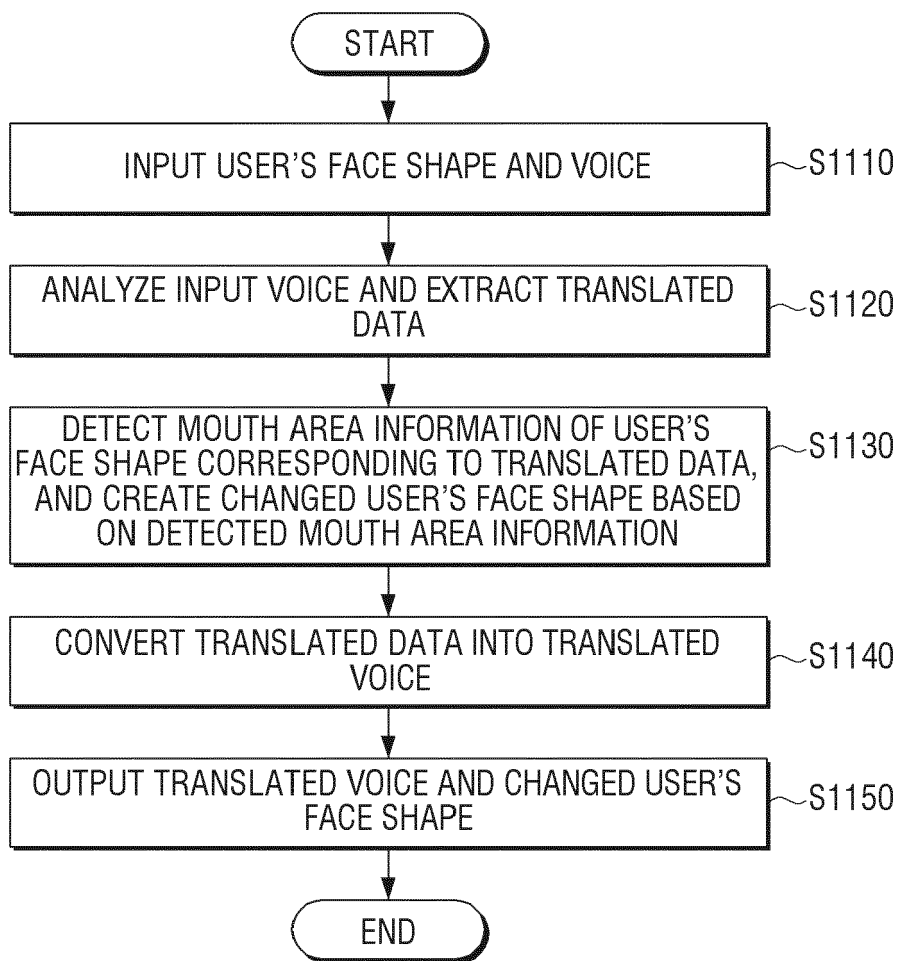 START
INPUT USER'S FACE SHAPE AND VOICE
S1110
ANALYZE INPUT VOICE AND EXTRACT TRANSLATED
DATA
S1120
DETECT MOUTH AREA INFORMATION OF USER'S
FACE SHAPE CORRESPONDING TO TRANSLATED DATA,
AND CREATE CHANGED USER'S FACE SHAPE BASED
ON DETECTED MOUTH AREA INFORMATION
S1130
CONVERT TRANSLATED DATA INTO TRANSLATED
VOICE
S1140
OUTPUT TRANSLATED VOICE AND CHANGED USER'S
FACE SHAPE
S1150
END